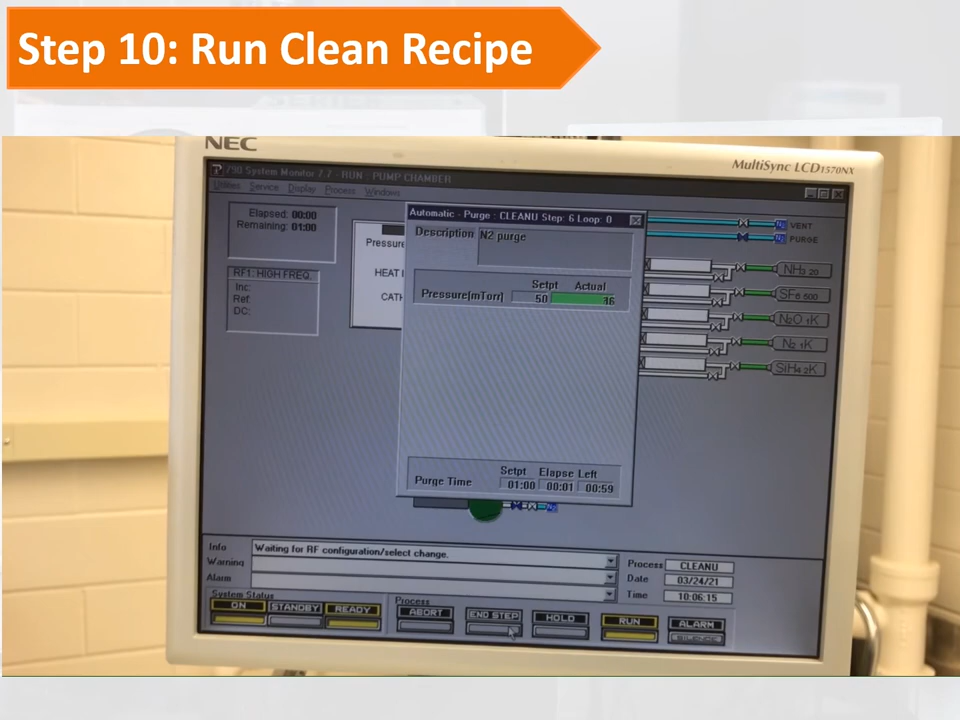 Step 10: Run Clean Recipe
NEC
MultiSync LCD1570NX
790 System Monitor 7.7 - RUN : PUMP CHAMBER
Utilities Service Display Process Windows
Elapsed: 00:00
Remaining: 01:00
RF1: HIGH FREQ.
Inc:
Ref:
DC:
Pressure
HEAT
CATH
Automatic - Purge : CLEANU Step: 6 Loop: 0
Description N2 purge
Setpt Actual
Pressure[mTorr] 50
Setpt Elapse Left
Purge Time 01:00 00:01 00:59
VENT
PURGE
NH3 20
SF6 500
N2O 1K
N2 1K
SiH4 2K
Info Waiting for RF configuration/select change.
Warning
Alarm
Process CLEANU
Date 03/24/21
Time 10:06:15
System Status
ON STANDBY READY
Process
ABORT END STEP HOLD RUN ALARM
SILENCE